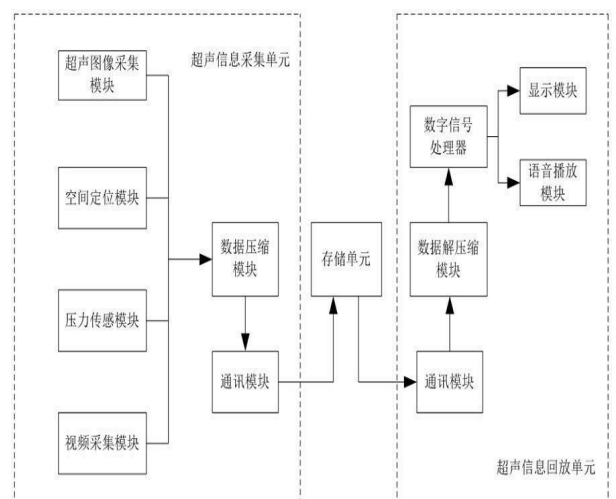 超声信息采集单元
超声图像采集
模块
空间定位模块
压力传感模块
视频采集模块
数据压缩
模块
通讯模块
存储单元
显示模块
数字信号
处理器
语音播放
模块
数据解压缩
模块
通讯模块
超声信息回放单元